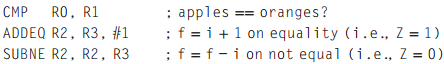 CMP R0, R1 ; apples == oranges?
ADDEQ R2, R3, #1 ; f = i + 1 on equality (i.e., Z = 1)
SUBNE R2, R2, R3 ; f = f − i on not equal (i.e., Z = 0)